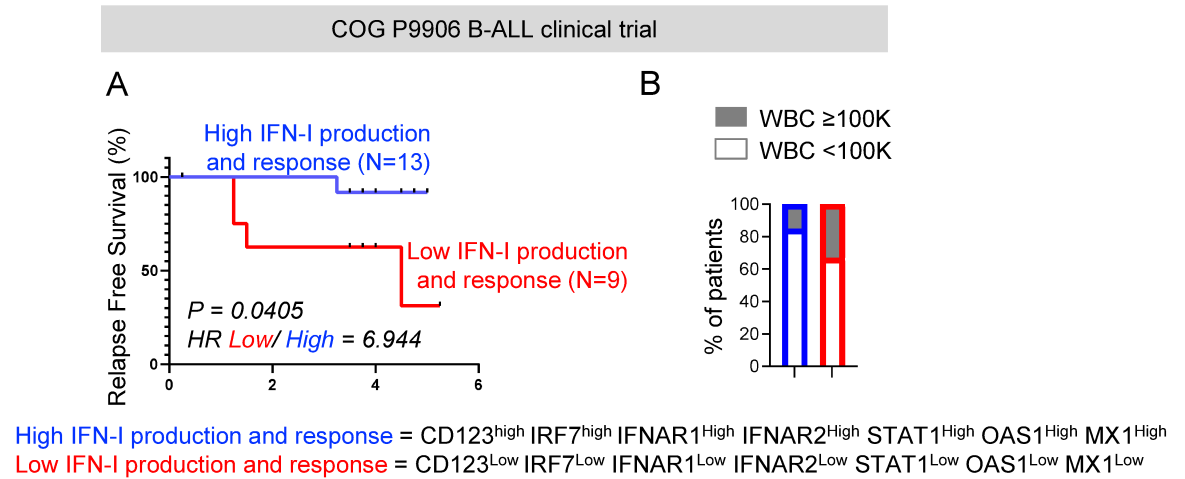 COG P9906 B-ALL clinical trial
A
B
High IFN-I production
and response (N=13)
Low IFN-I production
and response (N=9)
P = 0.0405
HR Low/ High = 6.944
Relapse Free Survival (%)
100
50
0
0 2 4 6
WBC ≥100K
WBC <100K
% of patients
100
80
60
40
20
0
High IFN-I production and response = CD123high IRF7high IFNAR1High IFNAR2High STAT1High OAS1High MX1High
Low IFN-I production and response = CD123Low IRF7Low IFNAR1Low IFNAR2Low STAT1Low OAS1Low MX1Low